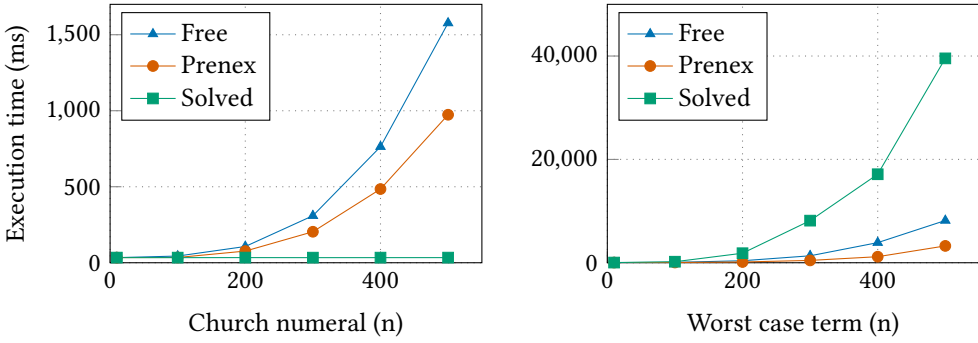 Execution time (ms)
1,500
1,000
500
0
0
200
400
Church numeral (n)
Free
Prenex
Solved
40,000
20,000
0
0
200
400
Worst case term (n)
Free
Prenex
Solved